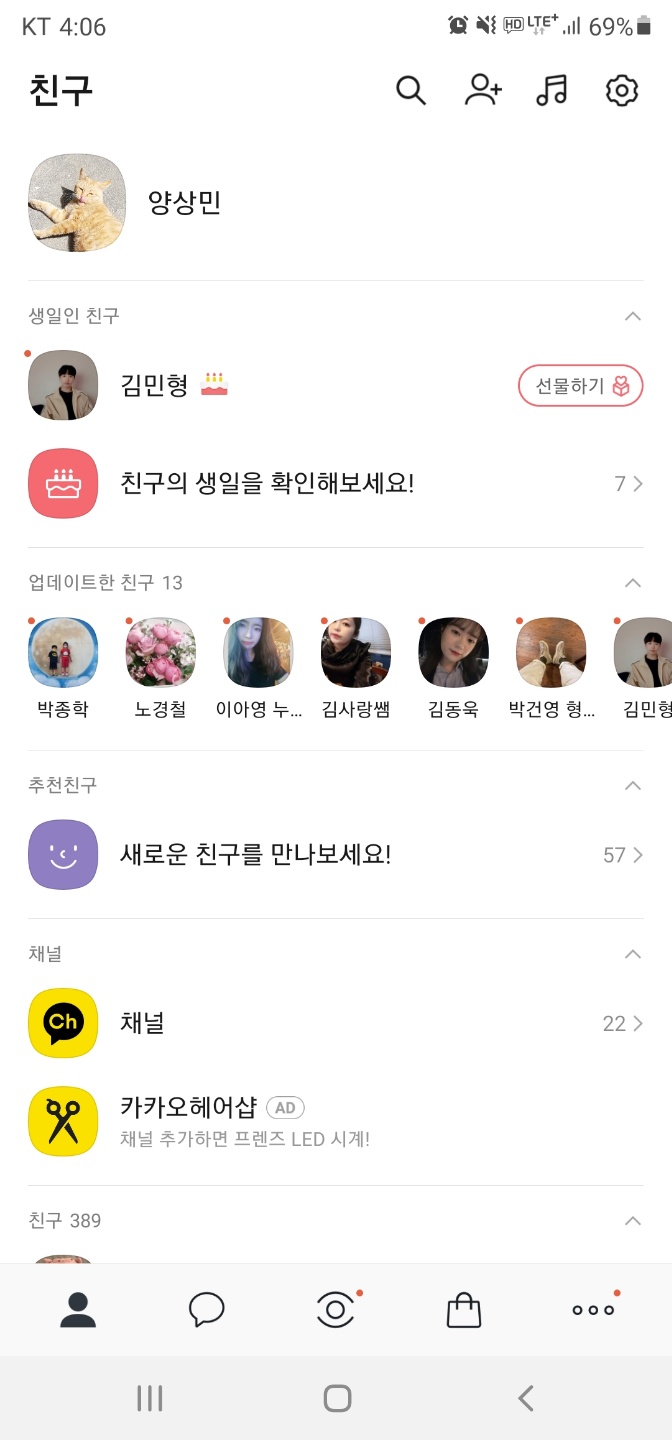 KT 4:06 HD LTE+ 69%
친구
양상민
생일인 친구
김민형 선물하기
친구의 생일을 확인해보세요! 7
업데이트한 친구 13
박종학 노경철 이아영 누... 김사랑쌤 김동욱 박건영 형... 김민형
추천친구
새로운 친구를 만나보세요! 57
채널
Ch 채널 22
카카오헤어샵 AD
채널 추가하면 프렌즈 LED 시계!
친구 389